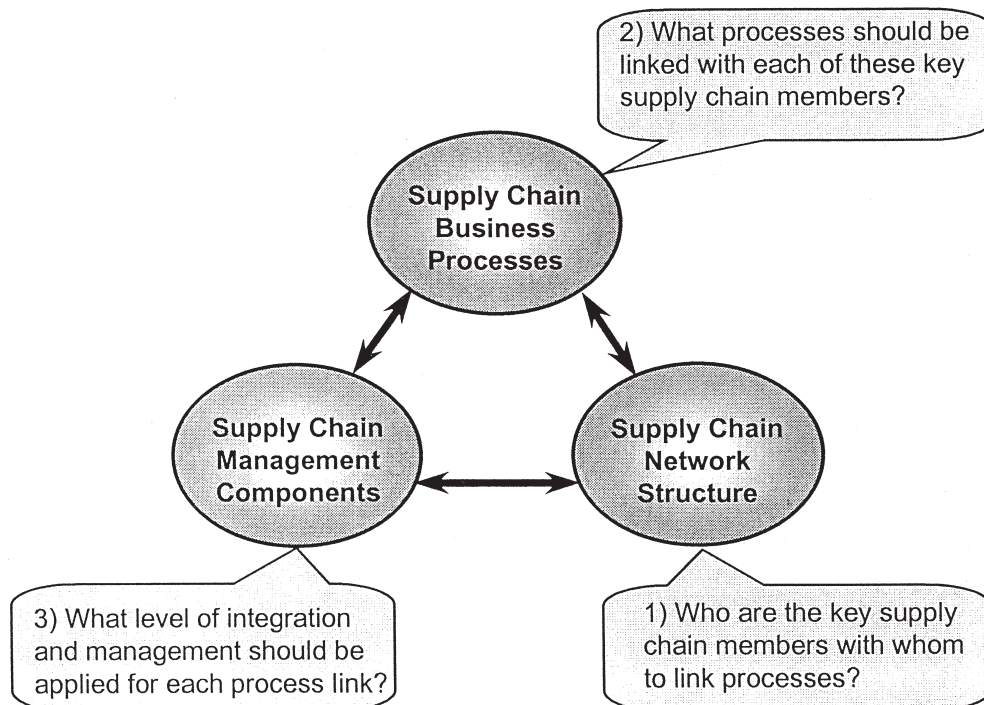 2) What processes should be
linked with each of these key
supply chain members?
Supply Chain
Business
Processes
Supply Chain
Management
Components
Supply Chain
Network
Structure
3) What level of integration
and management should be
applied for each process link?
1) Who are the key supply
chain members with whom
to link processes?